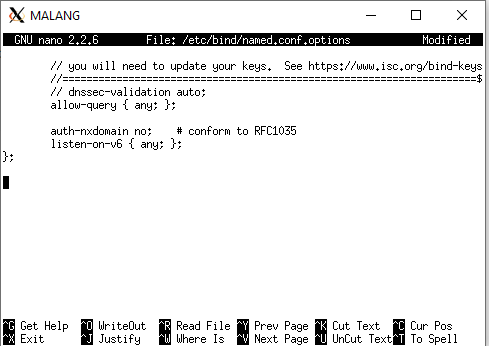 MALANG
GNU nano 2.2.6 File: /etc/bind/named.conf.options Modified
// you will need to update your keys. See https://www.isc.org/bind-keys
//=====================================================================$
// dnssec-validation auto;
allow-query { any; };
auth-nxdomain no; # conform to RFC1035
listen-on-v6 { any; };
};
^G Get Help ^O WriteOut ^R Read File ^Y Prev Page ^K Cut Text ^C Cur Pos
^X Exit ^J Justify ^W Where Is ^V Next Page ^U UnCut Text ^T To Spell